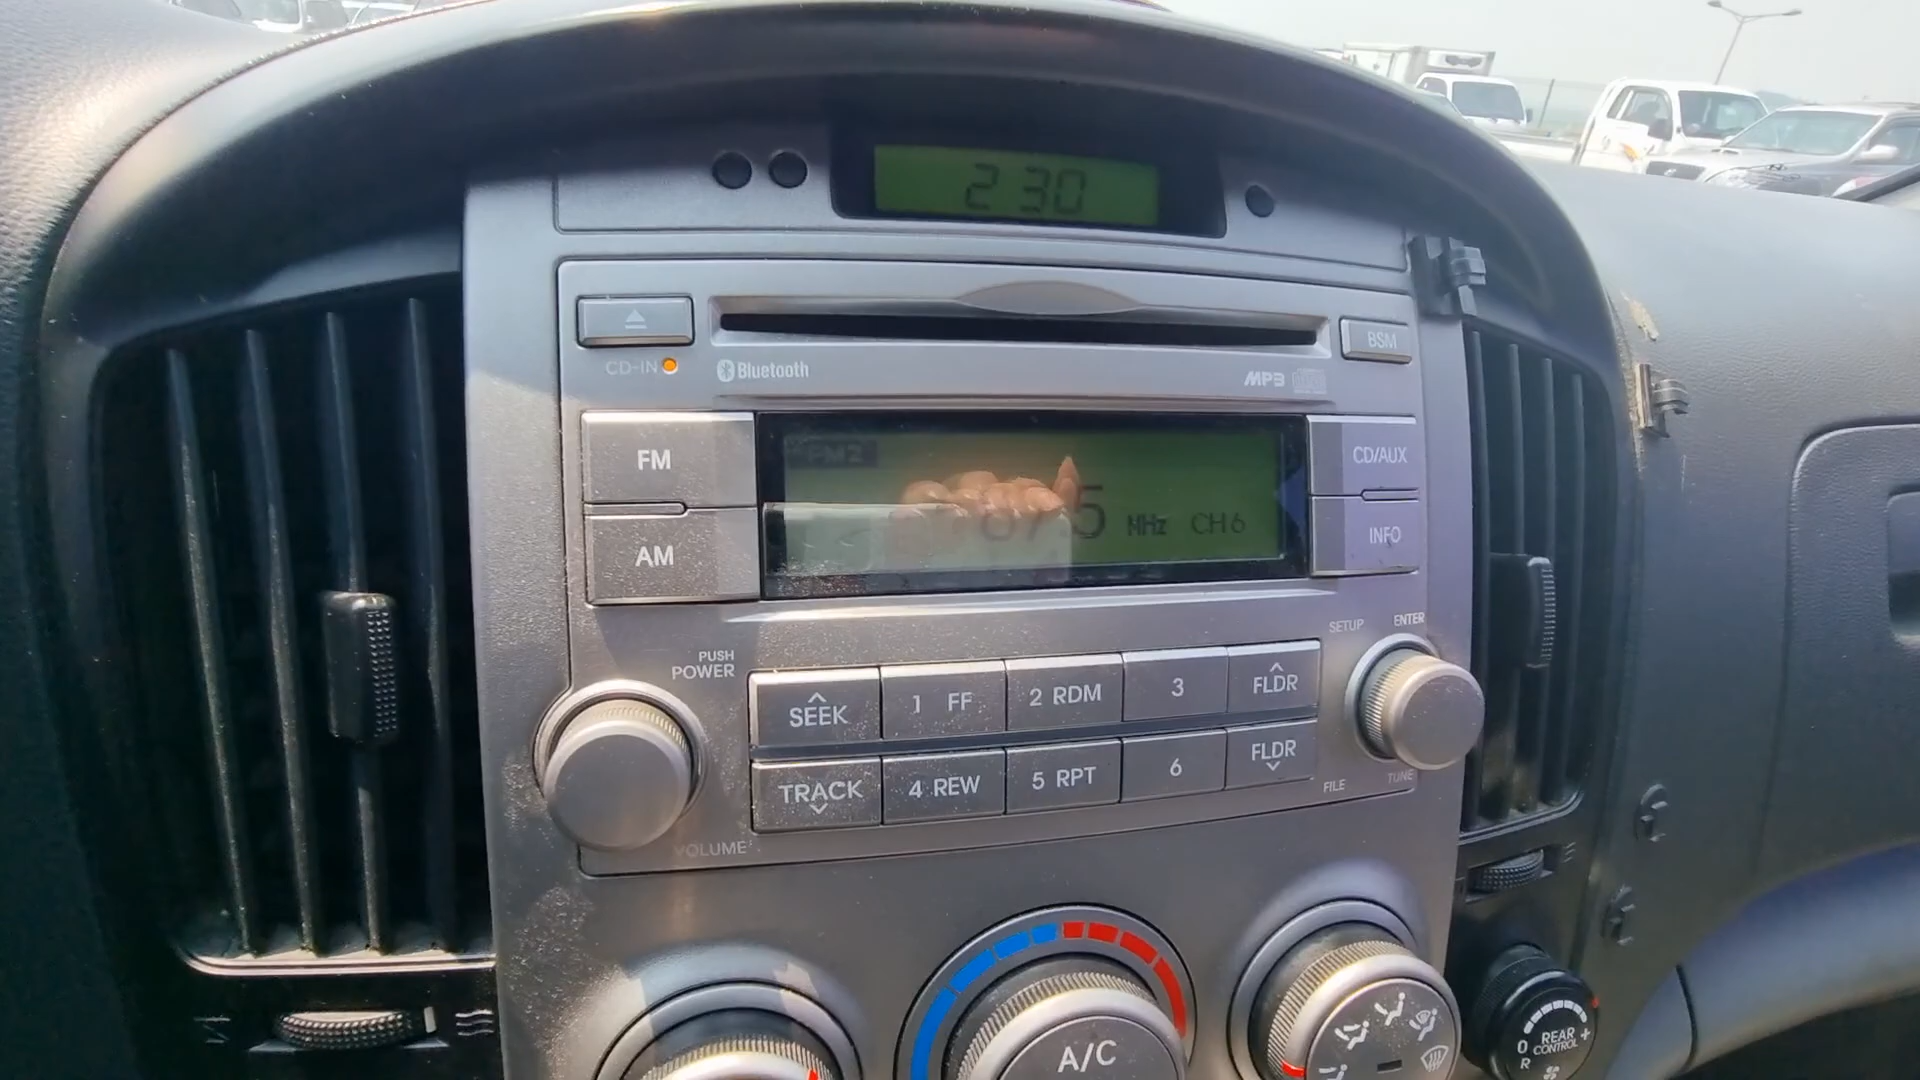 2 30
CD-IN
Bluetooth
MP3
BSM
FM
AM
FM2
87.5 MHz CH6
CD/AUX
INFO
PUSH
POWER
VOLUME
SEEK
1 FF
2 RDM
3
FLDR
TRACK
4 REW
5 RPT
6
FLDR
SETUP
ENTER
FILE
TUNE
A/C
REAR
CONTROL
0
R
+